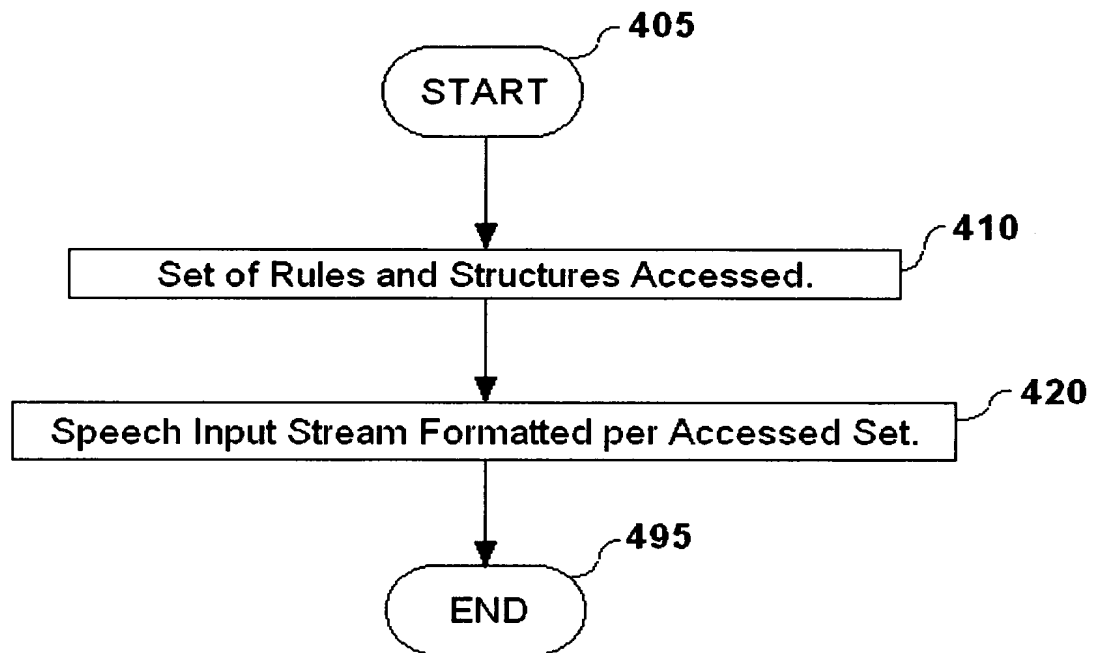 405
START
410
Set of Rules and Structures Accessed.
420
Speech Input Stream Formatted per Accessed Set.
495
END